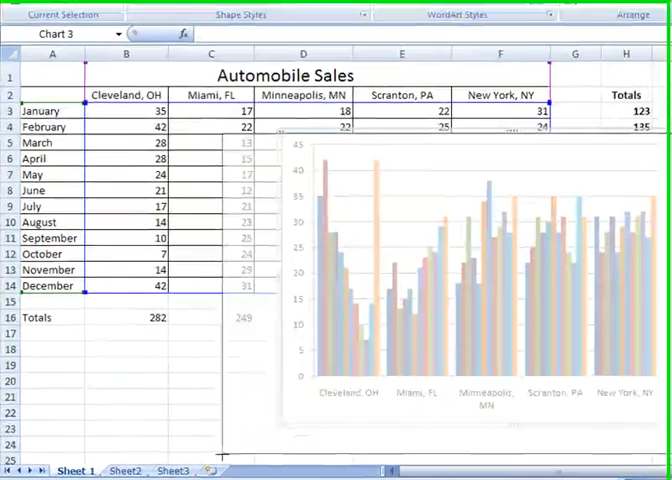 Current Selection Shape Styles WordArt Styles Arrange
Chart 3 fx
A B C D E F G H
1 Automobile Sales
2 Cleveland, OH Miami, FL Minneapolis, MN Scranton, PA New York, NY Totals
3 January 35 17 18 22 31 123
4 February 42 22 22 25 24 135
5 March 28 13
6 April 28 15
7 May 24 17
8 June 21 12
9 July 17 21
10 August 14 23
11 September 10 25
12 October 7 24
13 November 14 29
14 December 42 31
15
16 Totals 282 249
17
18
19
20
21
22
23
24
25
45
40
35
30
25
20
15
10
5
0
Cleveland, OH Miami, FL Minneapolis, MN Scranton, PA New York, NY
Sheet 1 Sheet2 Sheet3